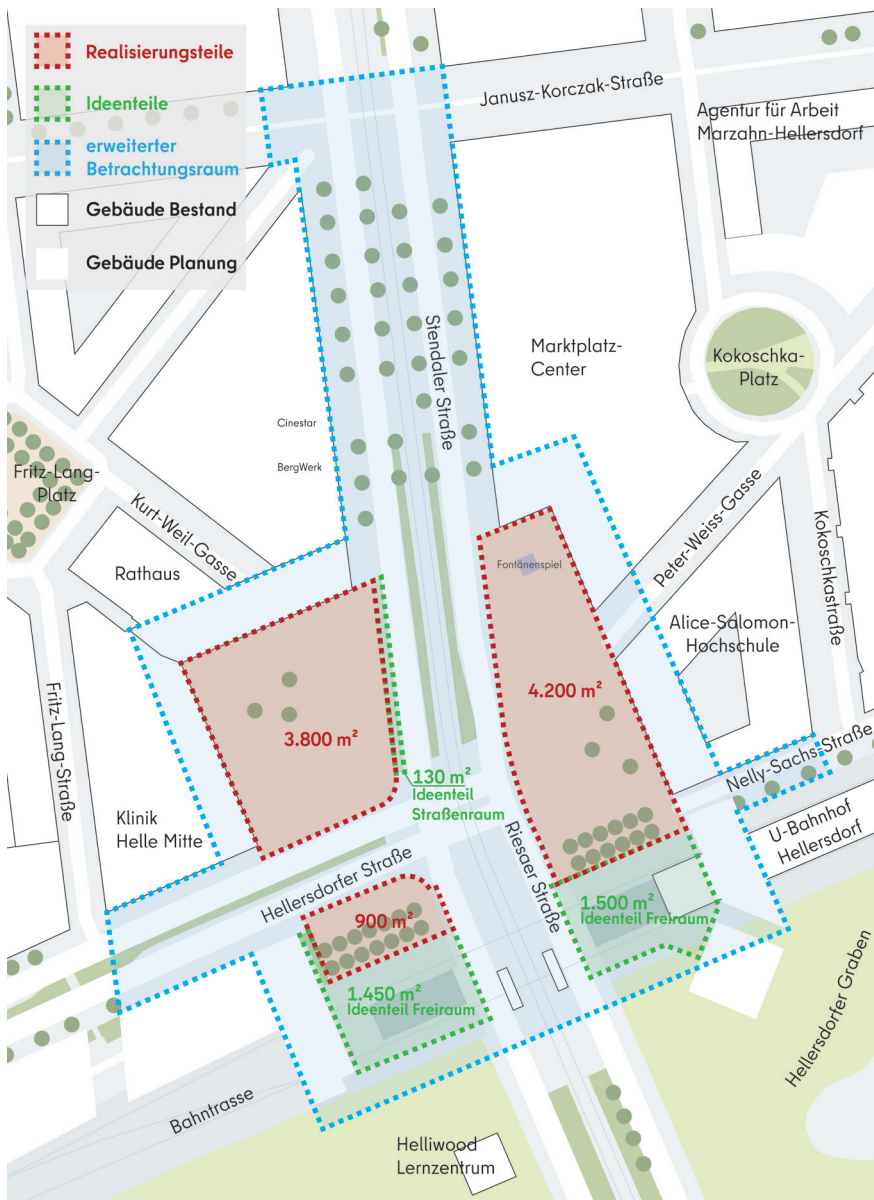 Realisierungsteile
Ideenteile
erweiterter
Betrachtungsraum
Gebäude Bestand
Gebäude Planung
Janusz-Korczak-Straße
Agentur für Arbeit
Marzahn-Hellersdorf
Stendaler Straße
Marktplatz-
Center
Kokoschka-
Platz
Cinestar
BergWerk
Fritz-Lang-
Platz
Kurt-Weil-Gasse
Rathaus
Fontänenspiel
Peter-Weiss-Gasse
Kokoschkastraße
Alice-Salomon-
Hochschule
Fritz-Lang-Straße
3.800 m²
4.200 m²
130 m²
Ideenteil
Straßenraum
Nelly-Sachs-Straße
Klinik
Helle Mitte
U-Bahnhof
Hellersdorf
Hellersdorfer Straße
Riesaer Straße
900 m²
1.500 m²
Ideenteil Freiraum
1.450 m²
Ideenteil Freiraum
Hellersdorfer Graben
Bahntrasse
Helliwood
Lernzentrum